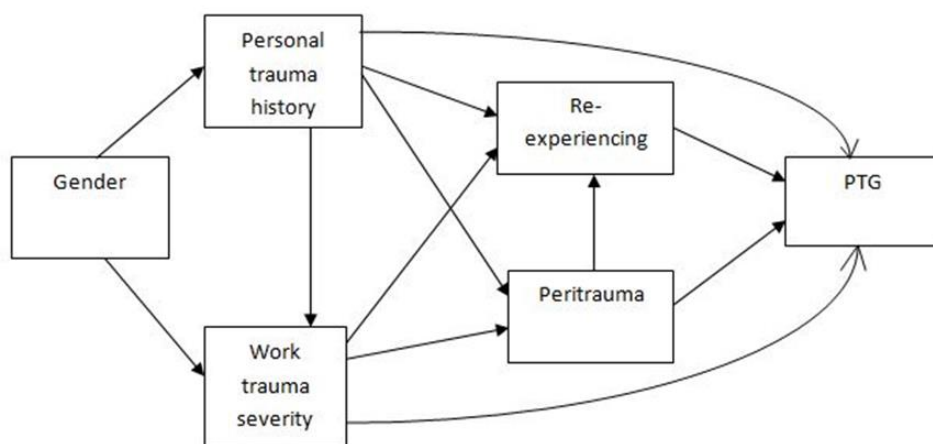 Personal
trauma
history
Re-
experiencing
Gender
PTG
Peritrauma
Work
trauma
severity